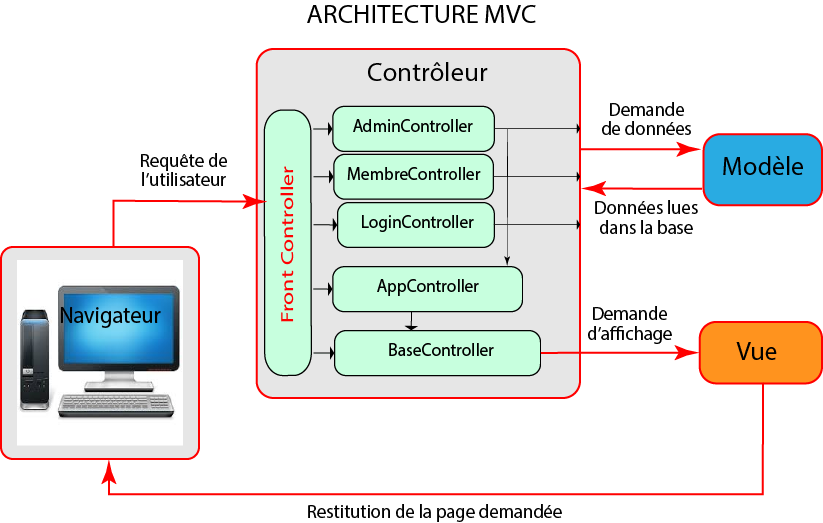 ARCHITECTURE MVC
Contrôleur
AdminController
MembreController
LoginController
AppController
BaseController
Front Controller
Requête de
l'utilisateur
Navigateur
Demande
de données
Modèle
Données lues
dans la base
Demande
d'affichage
Vue
Restitution de la page demandée